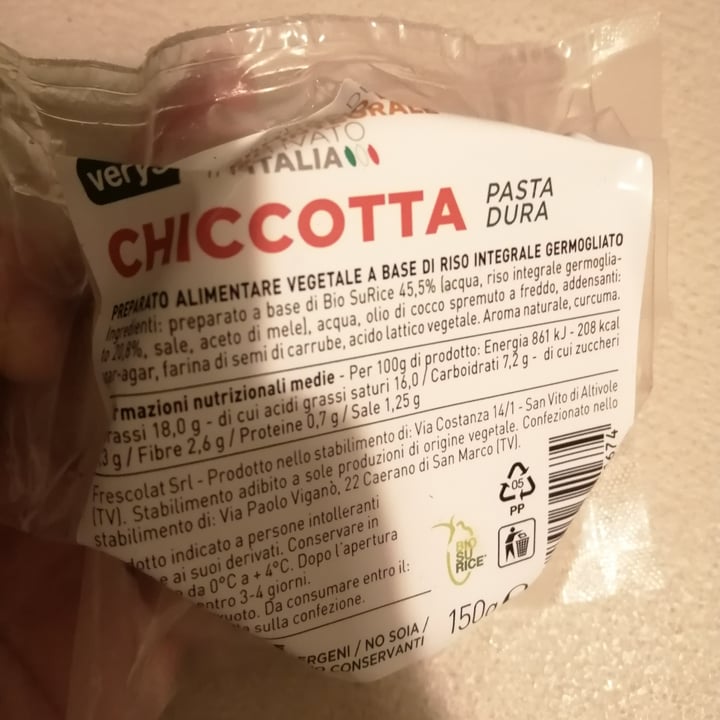 ORALE
VATO
ITALIA
very
CHICCOTTA
PASTA
DURA
PREPARATO ALIMENTARE VEGETALE A BASE DI RISO INTEGRALE GERMOGLIATO
Ingredienti: preparato a base di Bio SuRice 45,5% (acqua, riso integrale germoglia-
to 20,8%, sale, aceto di mele), acqua, olio di cocco spremuto a freddo, addensanti:
gar-agar, farina di semi di carrube, acido lattico vegetale. Aroma naturale, curcuma.
rmazioni nutrizionali medie - Per 100g di prodotto: Energia 861 kJ - 208 kcal
rassi 18,0 g - di cui acidi grassi saturi 16,0 / Carboidrati 7,2 g - di cui zuccheri
,3 g / Fibre 2,6 g / Proteine 0,7 g / Sale 1,25 g
Frescolat Srl - Prodotto nello stabilimento di: Via Costanza 14/1 - San Vito di Altivole
(TV). Stabilimento adibito a sole produzioni di origine vegetale. Confezionato nello
stabilimento di: Via Paolo Viganò, 22 Caerano di San Marco (TV).
dotto indicato a persone intolleranti
e ai suoi derivati. Conservare in
da 0°C a + 4°C. Dopo l'apertura
entro 3-4 giorni.
uoto. Da consumare entro il:
sulla confezione.
05
PP
BIO
SU
RICE
674
150g
ERGENI / NO SOIA /
CONSERVANTI